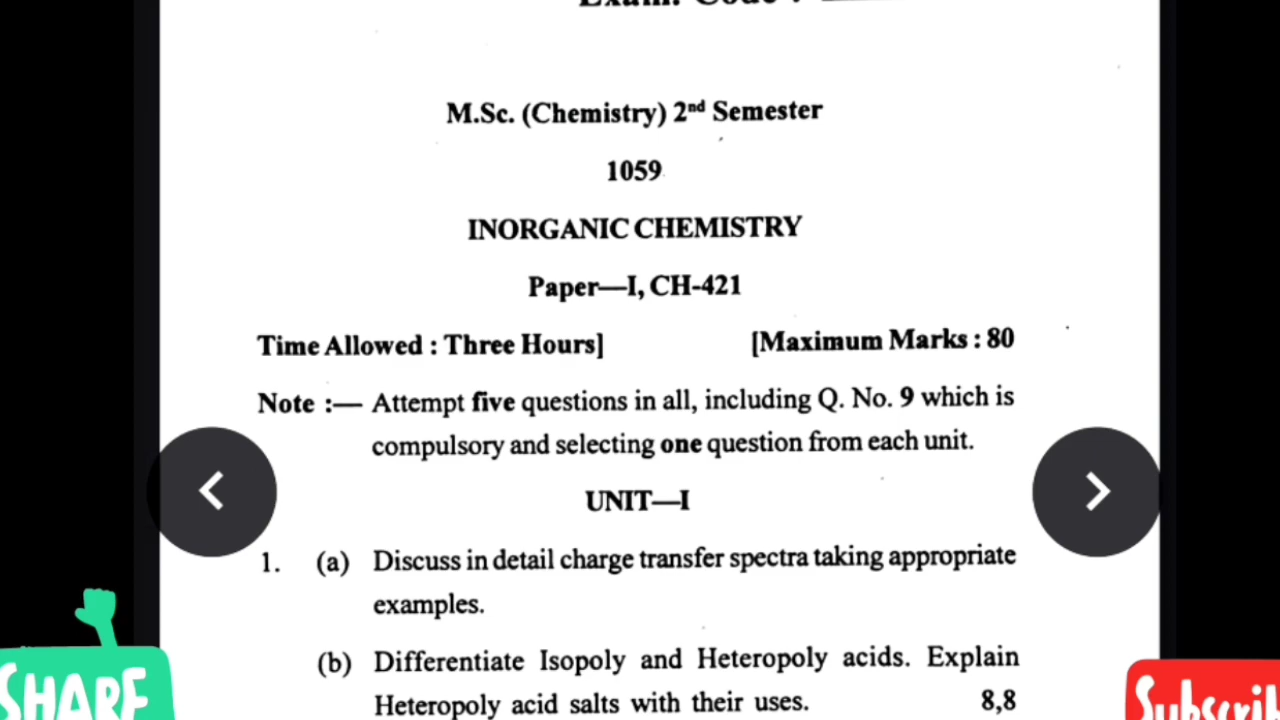 Exam. Code :
M.Sc. (Chemistry) 2nd Semester
1059
INORGANIC CHEMISTRY
Paper—I, CH-421
Time Allowed : Three Hours] [Maximum Marks : 80
Note :— Attempt five questions in all, including Q. No. 9 which is
compulsory and selecting one question from each unit.
UNIT—I
1. (a) Discuss in detail charge transfer spectra taking appropriate
examples.
(b) Differentiate Isopoly and Heteropoly acids. Explain
Heteropoly acid salts with their uses. 8,8
SHARE